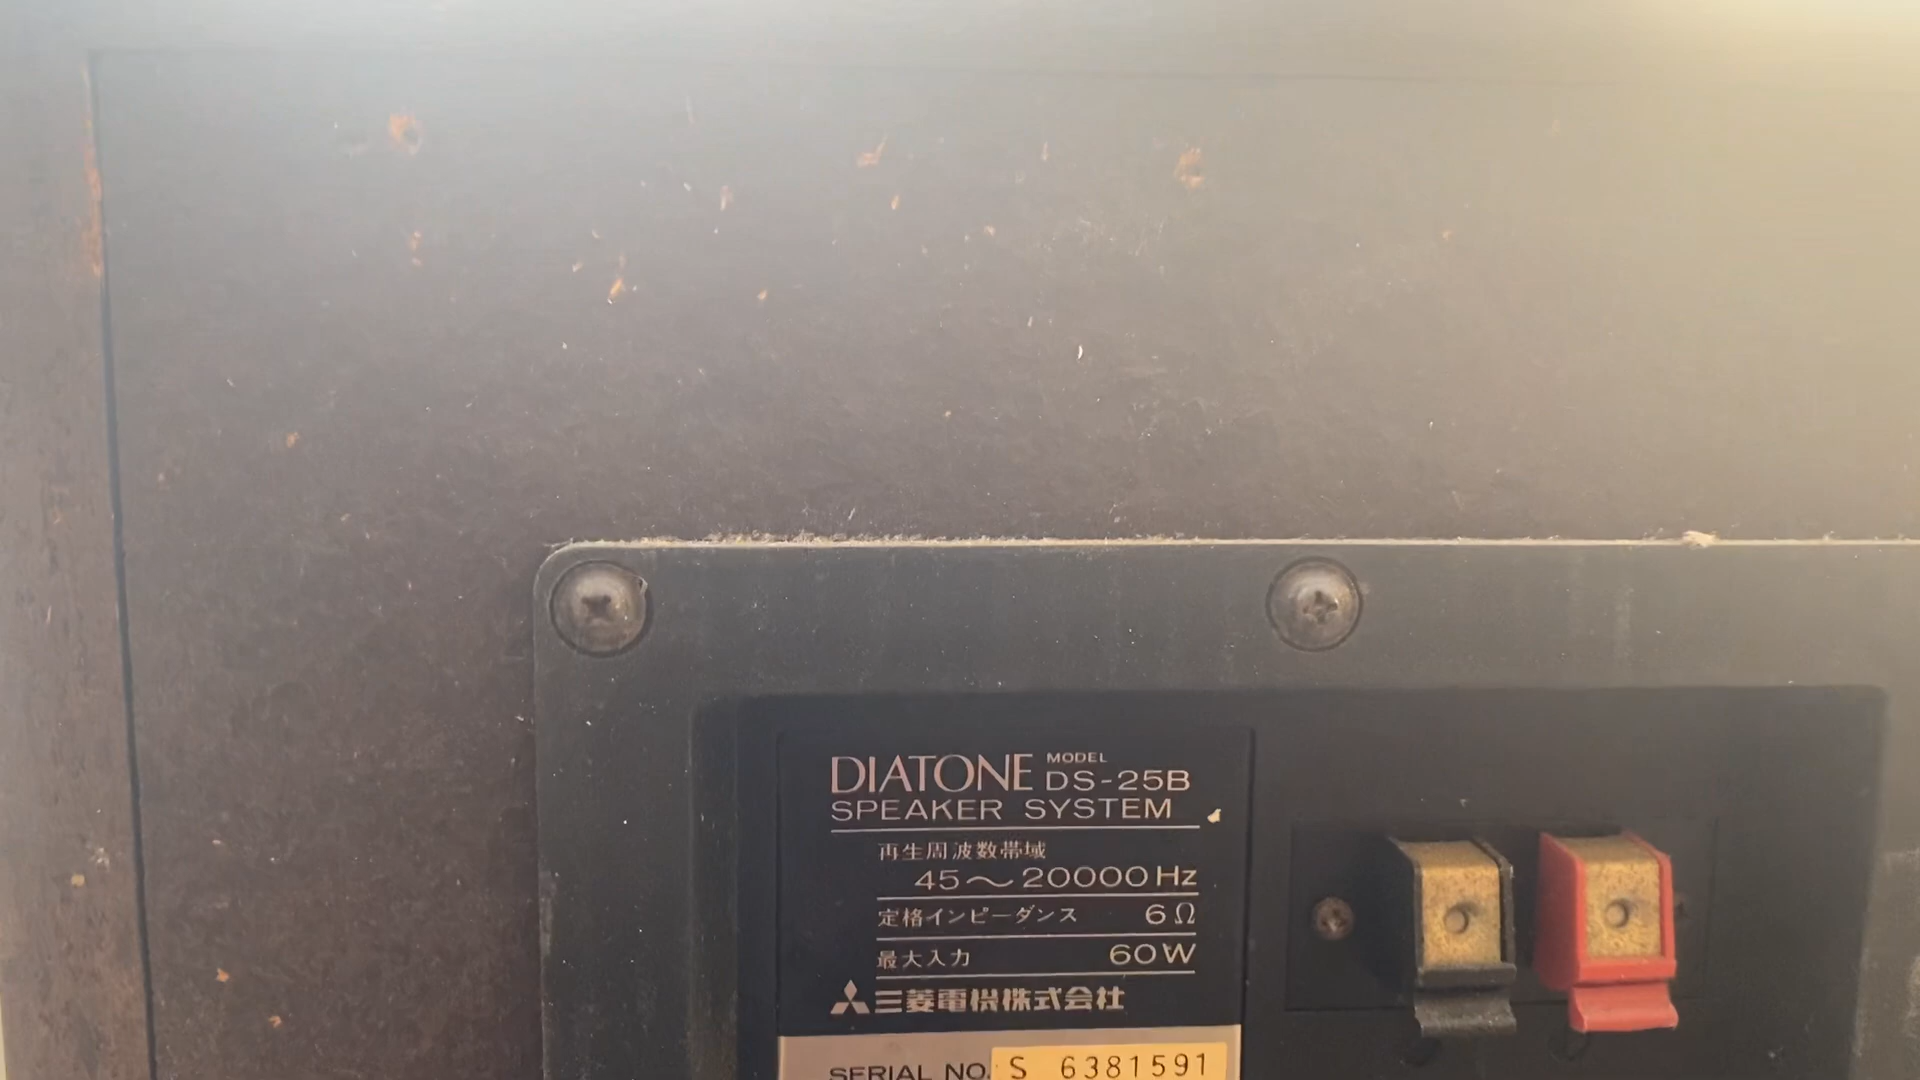 DIATONE MODEL DS-25B
SPEAKER SYSTEM
再生周波数帯域
45〜20000Hz
定格インピーダンス 6Ω
最大入力 60W
三菱電機株式会社
SERIAL NO. S 6381591